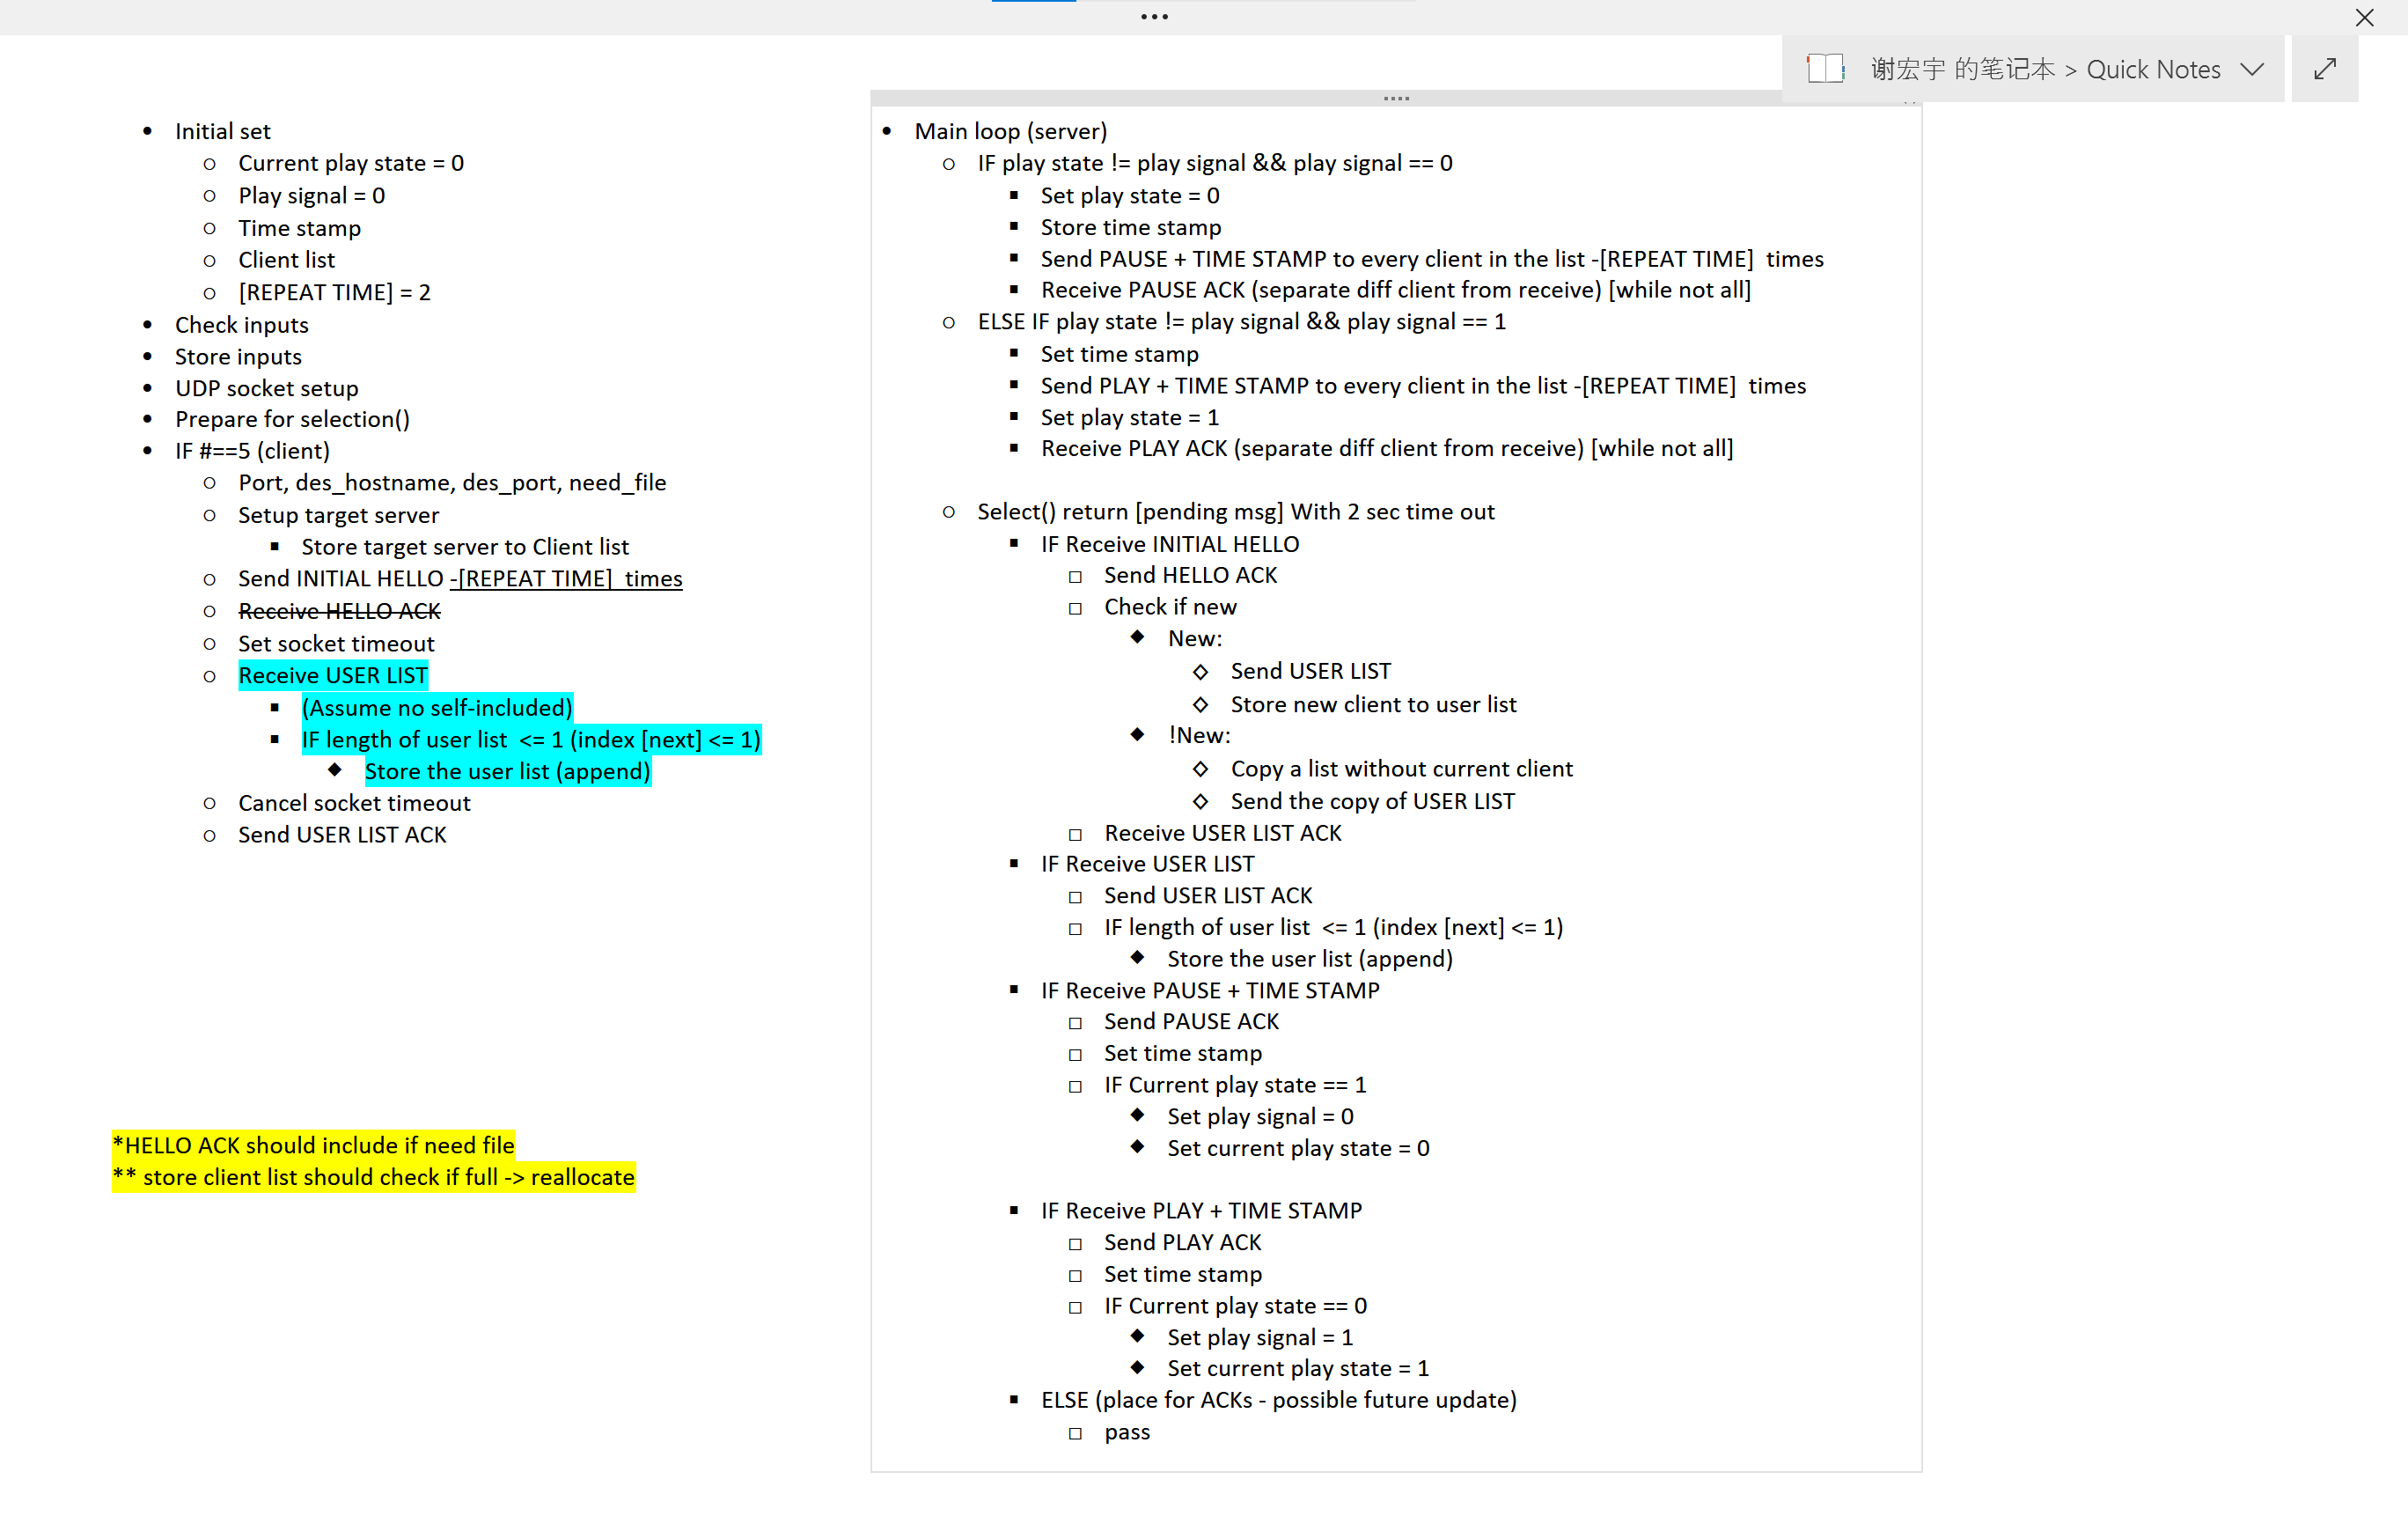 谢宏宇 的笔记本 > Quick Notes
Initial set
Current play state = 0
Play signal = 0
Time stamp
Client list
[REPEAT TIME] = 2
Check inputs
Store inputs
UDP socket setup
Prepare for selection()
IF #==5 (client)
Port, des_hostname, des_port, need_file
Setup target server
Store target server to Client list
Send INITIAL HELLO -[REPEAT TIME]  times
Receive HELLO ACK
Set socket timeout
Receive USER LIST
(Assume no self-included)
IF length of user list  <= 1 (index [next] <= 1)
Store the user list (append)
Cancel socket timeout
Send USER LIST ACK
*HELLO ACK should include if need file
** store client list should check if full -> reallocate
Main loop (server)
IF play state != play signal && play signal == 0
Set play state = 0
Store time stamp
Send PAUSE + TIME STAMP to every client in the list -[REPEAT TIME]  times
Receive PAUSE ACK (separate diff client from receive) [while not all]
ELSE IF play state != play signal && play signal == 1
Set time stamp
Send PLAY + TIME STAMP to every client in the list -[REPEAT TIME]  times
Set play state = 1
Receive PLAY ACK (separate diff client from receive) [while not all]
Select() return [pending msg] With 2 sec time out
IF Receive INITIAL HELLO
Send HELLO ACK
Check if new
New:
Send USER LIST
Store new client to user list
!New:
Copy a list without current client
Send the copy of USER LIST
Receive USER LIST ACK
IF Receive USER LIST
Send USER LIST ACK
IF length of user list  <= 1 (index [next] <= 1)
Store the user list (append)
IF Receive PAUSE + TIME STAMP
Send PAUSE ACK
Set time stamp
IF Current play state == 1
Set play signal = 0
Set current play state = 0
IF Receive PLAY + TIME STAMP
Send PLAY ACK
Set time stamp
IF Current play state == 0
Set play signal = 1
Set current play state = 1
ELSE (place for ACKs - possible future update)
pass